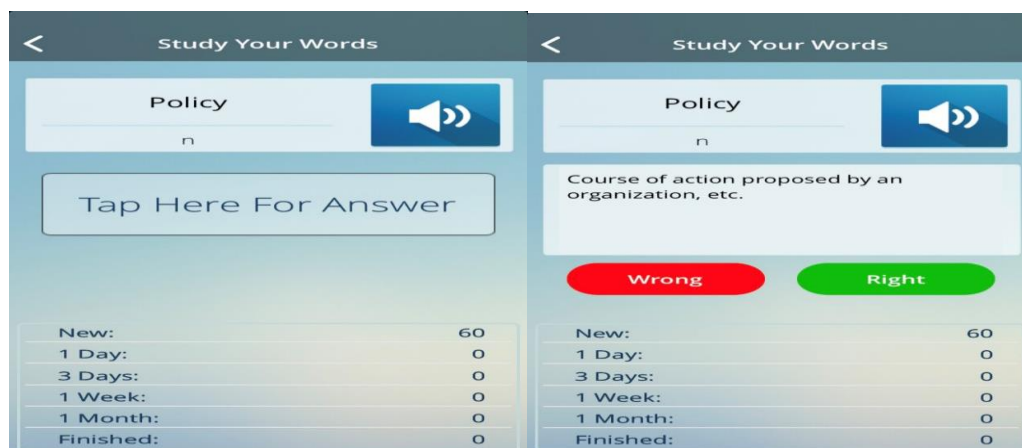 < Study Your Words
Policy
n
Tap Here For Answer
New: 60
1 Day: 0
3 Days: 0
1 Week: 0
1 Month: 0
Finished: 0
< Study Your Words
Policy
n
Course of action proposed by an
organization, etc.
Wrong Right
New: 60
1 Day: 0
3 Days: 0
1 Week: 0
1 Month: 0
Finished: 0